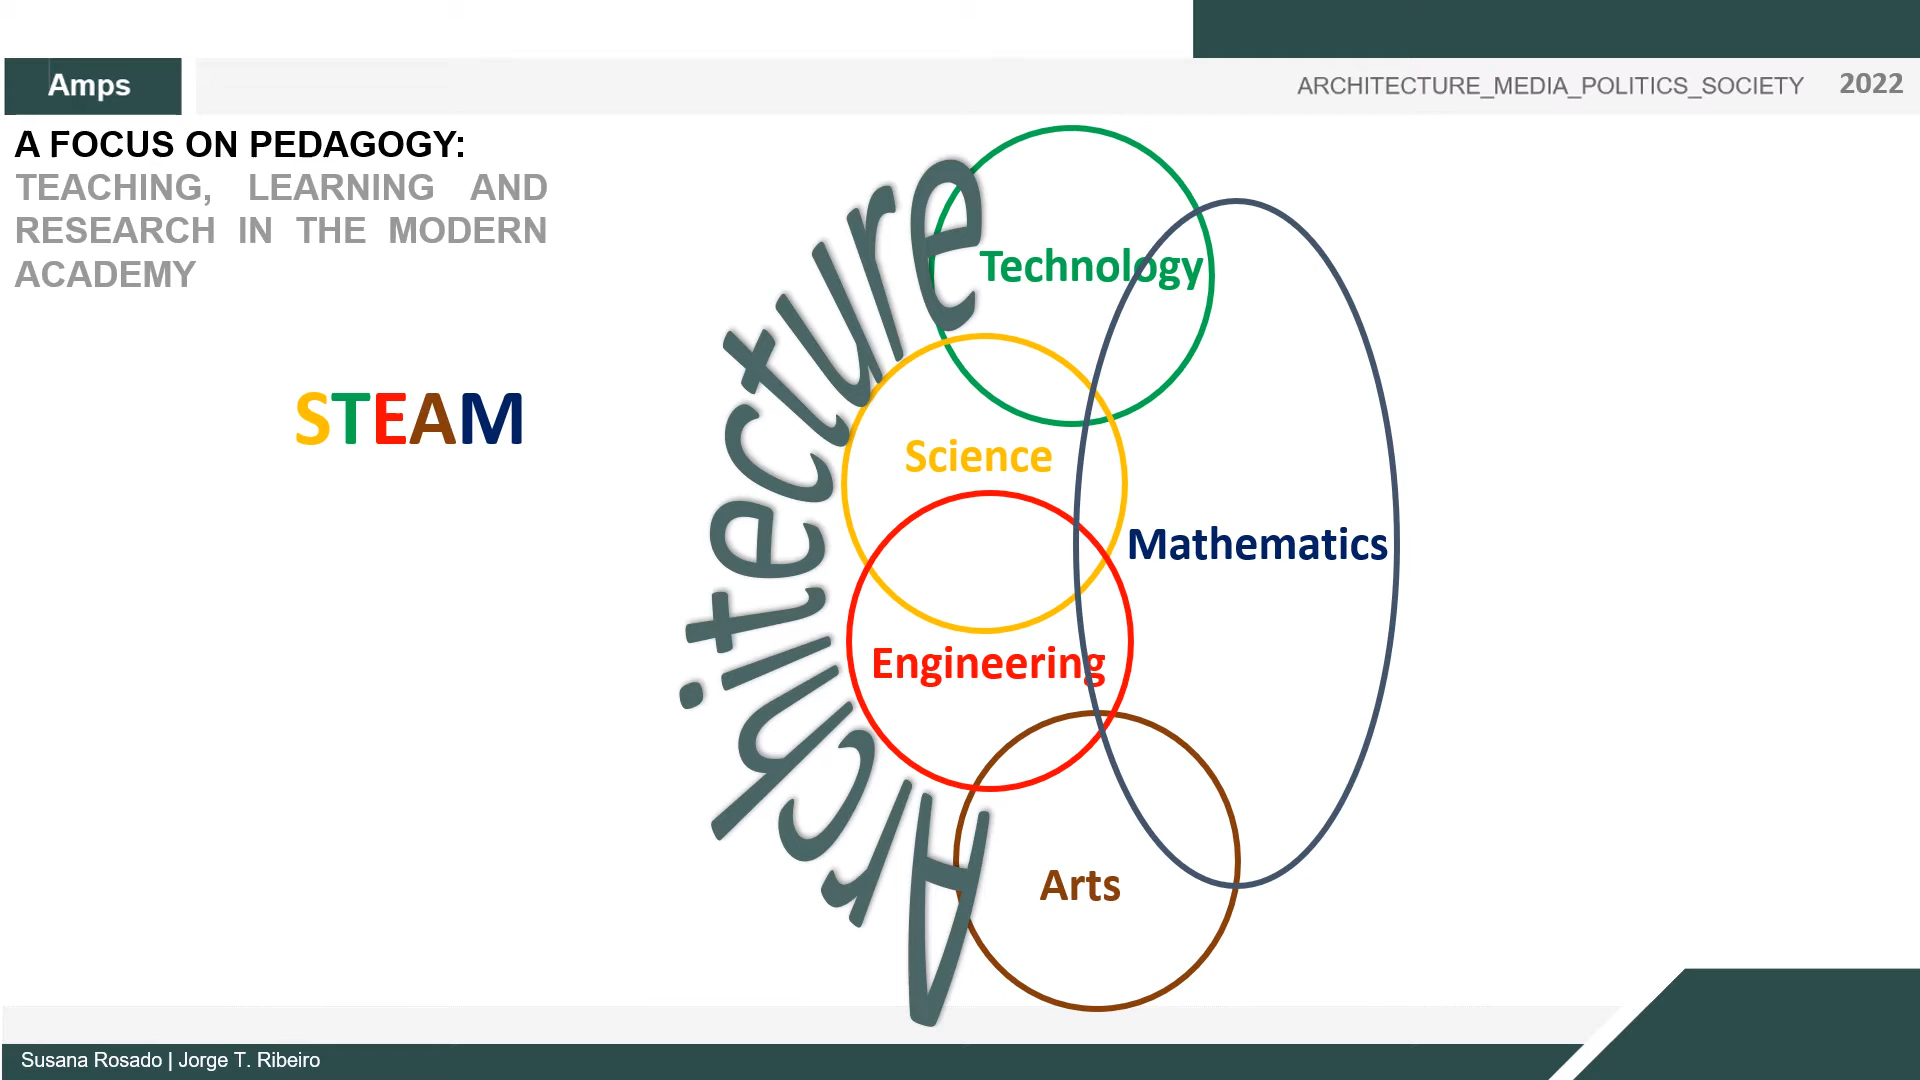 Amps
ARCHITECTURE_MEDIA_POLITICS_SOCIETY 2022
A FOCUS ON PEDAGOGY:
TEACHING, LEARNING AND
RESEARCH IN THE MODERN
ACADEMY
STEAM
Architecture
Technology
Science
Mathematics
Engineering
Arts
Susana Rosado | Jorge T. Ribeiro